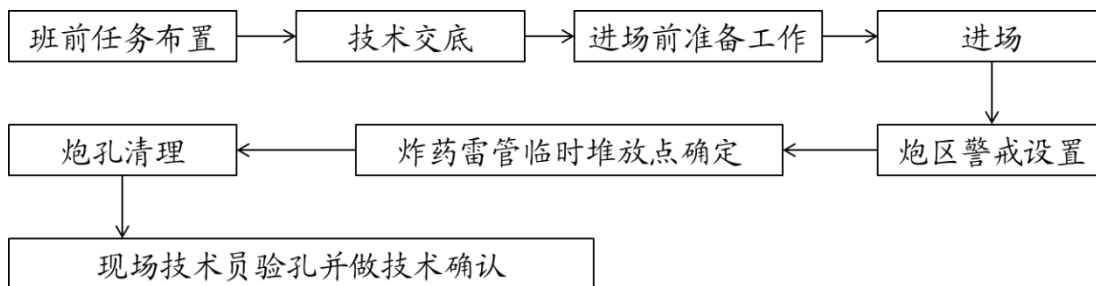 班前任务布置
技术交底
进场前准备工作
进场
炮区警戒设置
炸药雷管临时堆放点确定
炮孔清理
现场技术员验孔并做技术确认